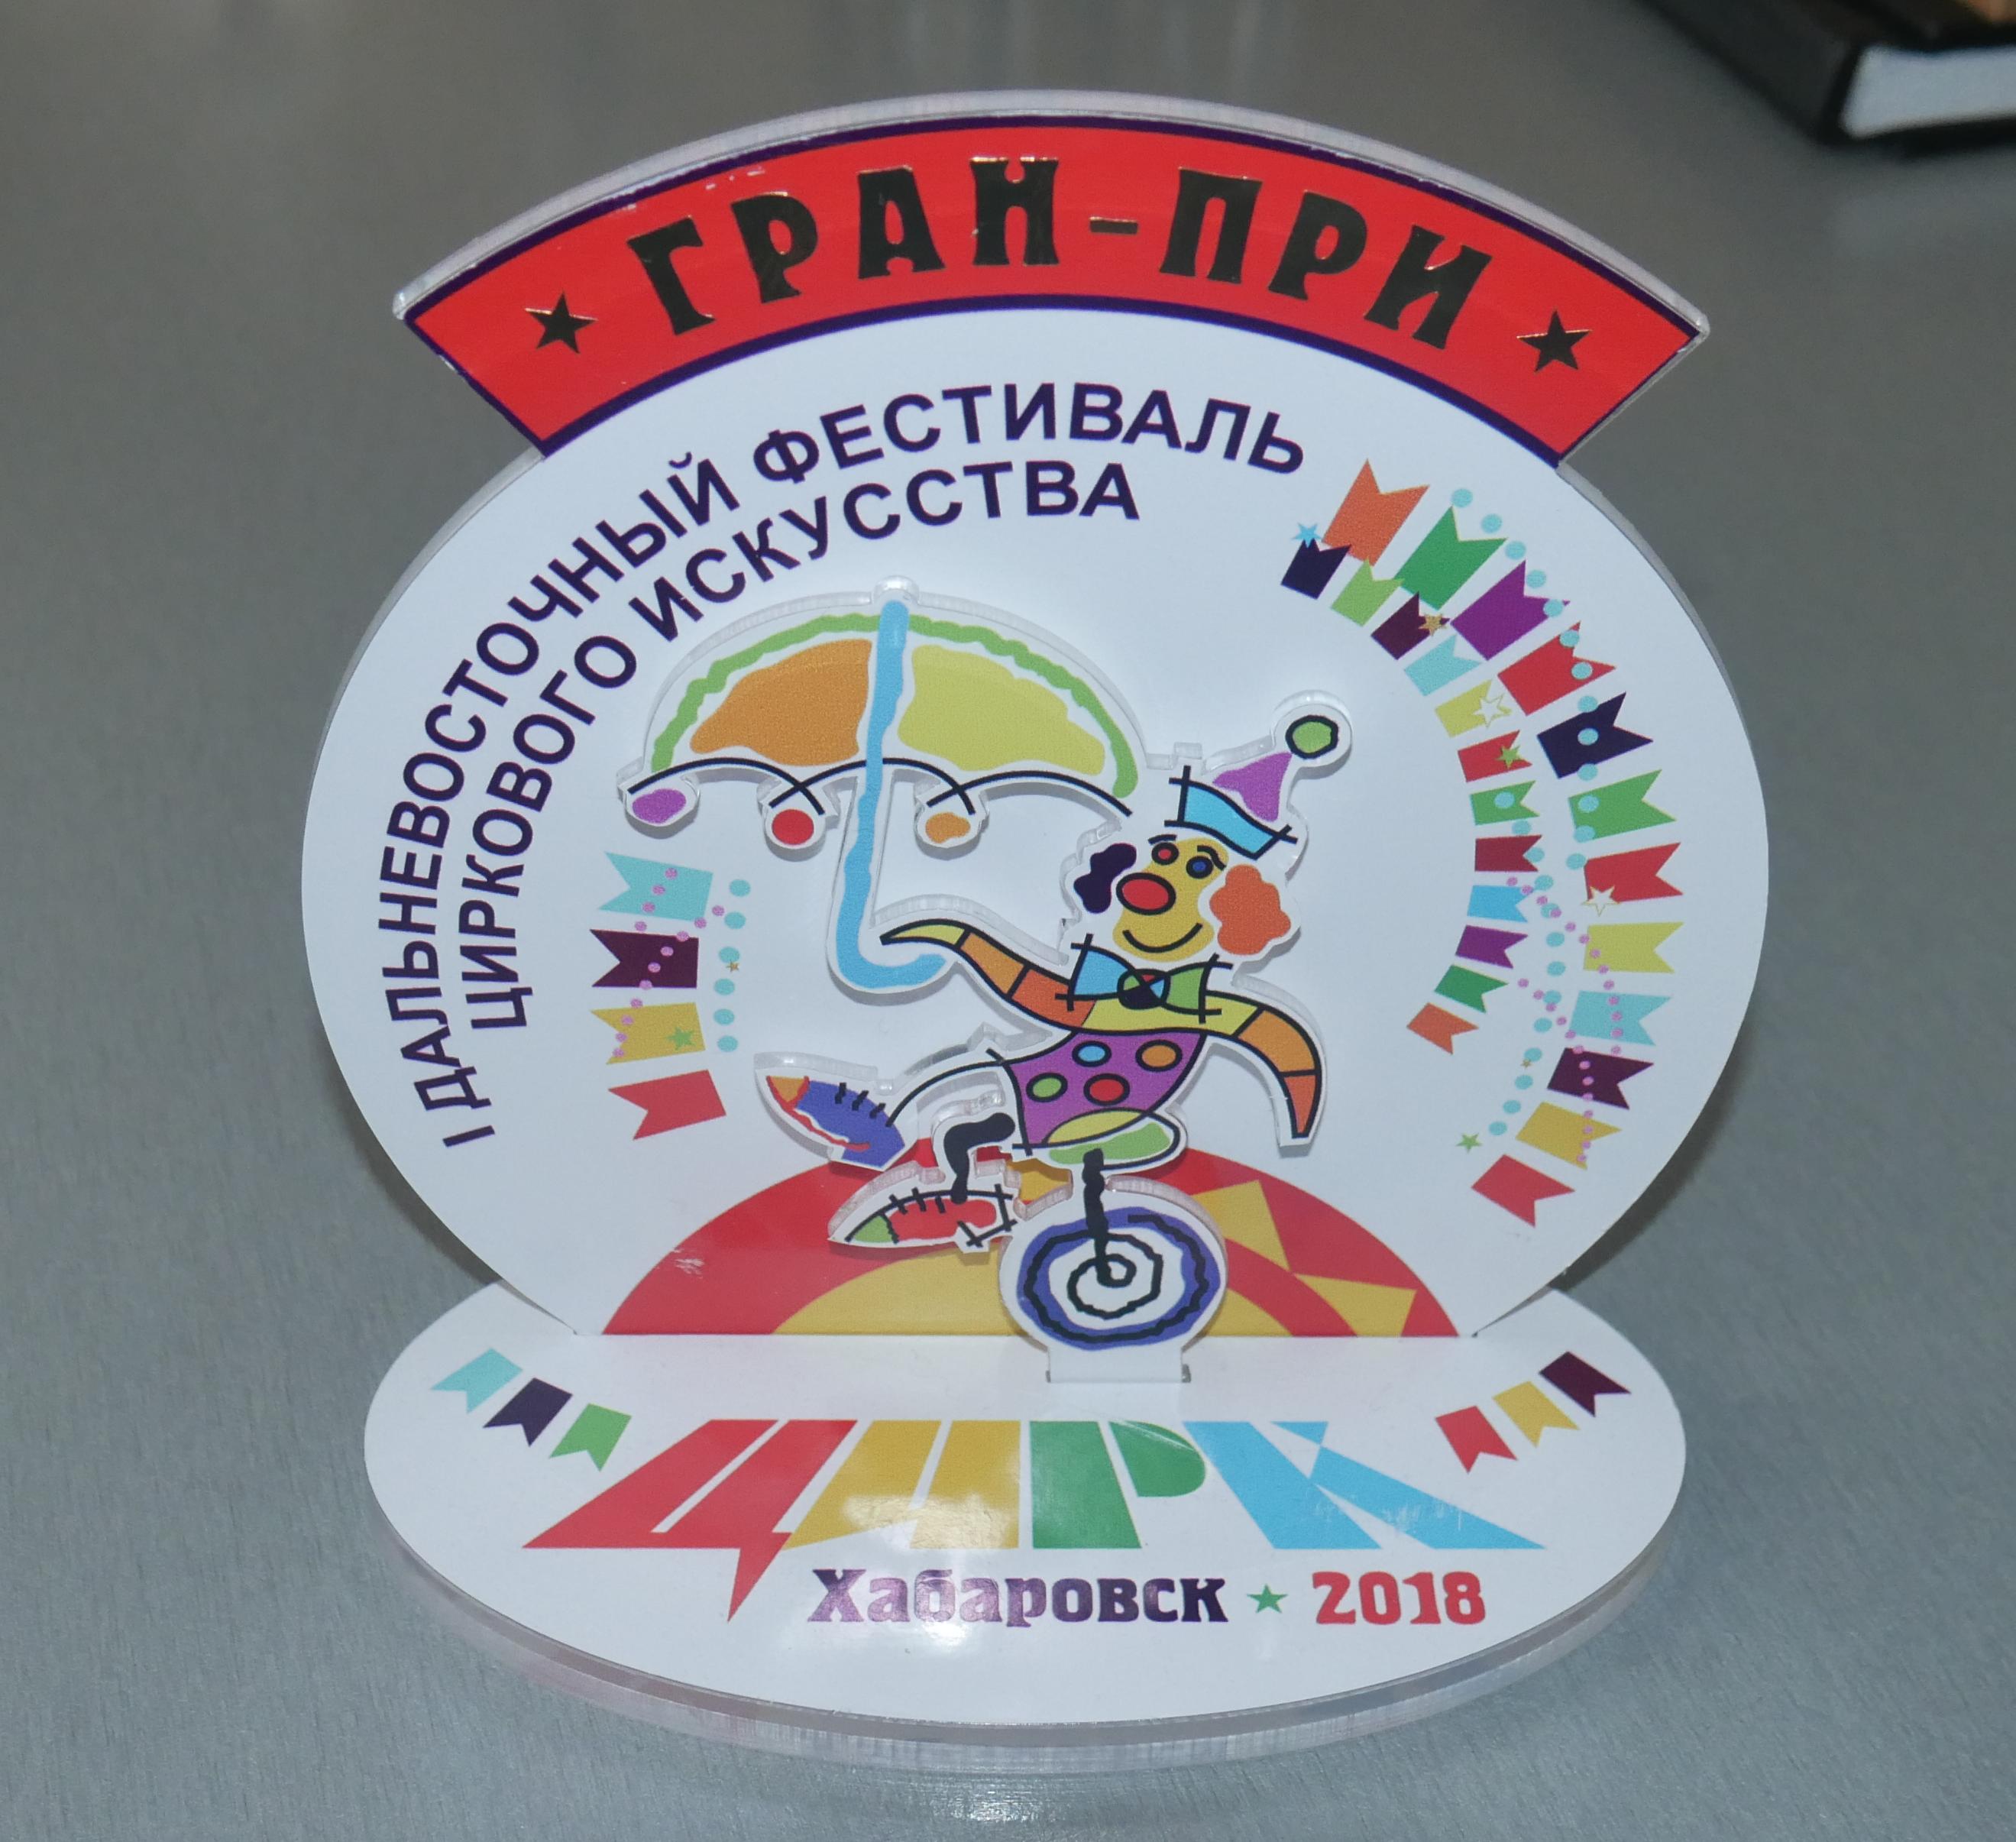 ★ ГРАН-ПРИ ★
I ДАЛЬНЕВОСТОЧНЫЙ ФЕСТИВАЛЬ
ЦИРКОВОГО ИСКУССТВА
ЦИРК
Хабаровск ★ 2018